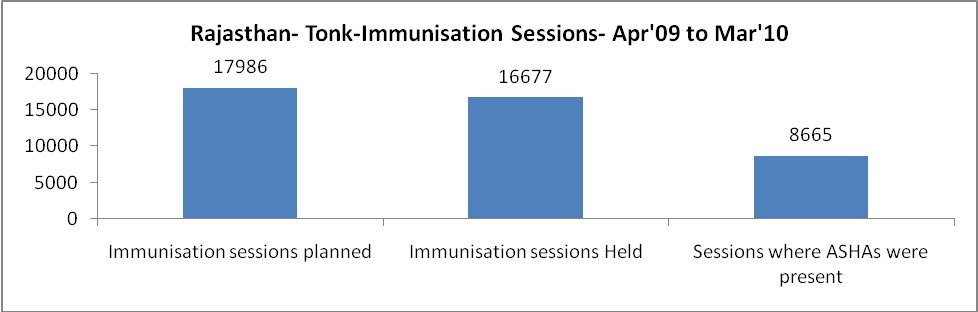 Rajasthan- Tonk-Immunisation Sessions- Apr'09 to Mar'10
17986
16677
8665
20000
15000
10000
5000
0
Immunisation sessions planned
Immunisation sessions Held
Sessions where ASHAs were
present